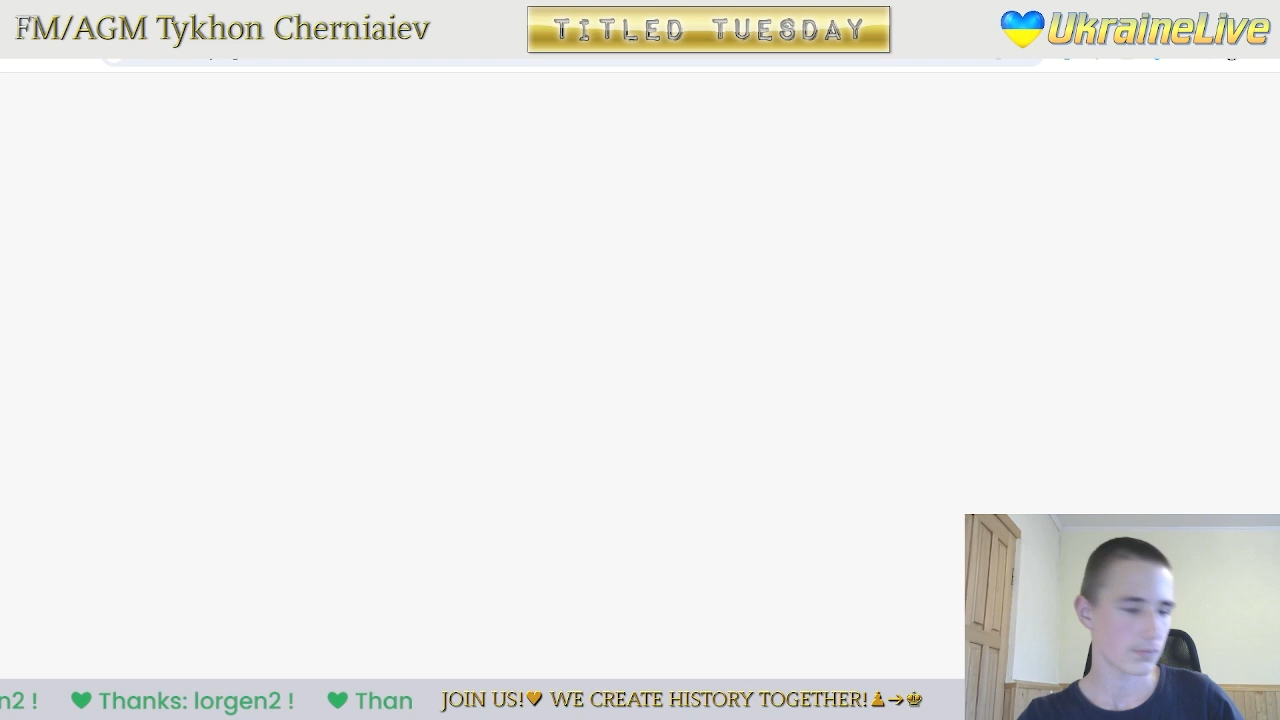 FM/AGM Tykhon Cherniaiev
TITLED TUESDAY
UkraineLive
n2 ! Thanks: lorgen2 ! Than
JOIN US!♥ WE CREATE HISTORY TOGETHER!♟→♚